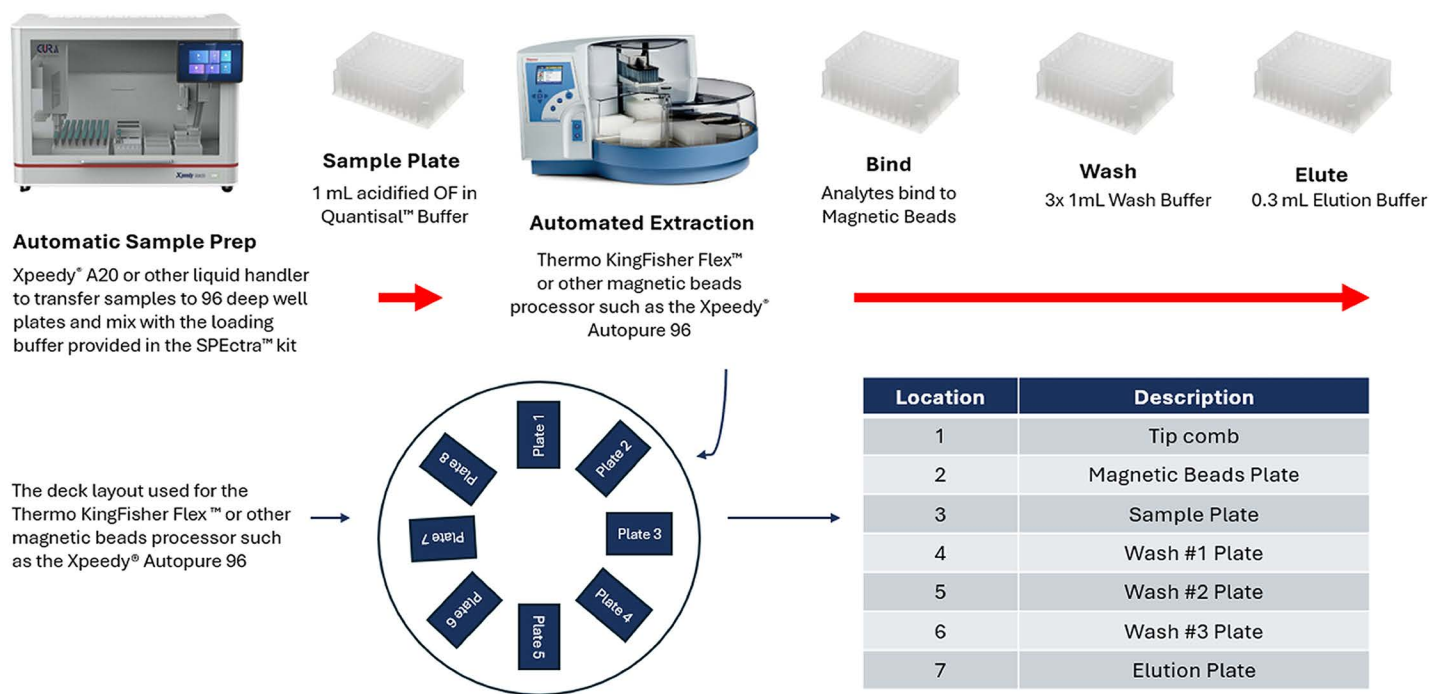 Automatic Sample Prep
Xpeedy® A20 or other liquid handler
to transfer samples to 96 deep well
plates and mix with the loading
buffer provided in the SPEctra™ kit
Sample Plate
1 mL acidified OF in
Quantisal™ Buffer
Automated Extraction
Thermo KingFisher Flex™
or other magnetic beads
processor such as the Xpeedy®
Autopure 96
Bind
Analytes bind to
Magnetic Beads
Wash
3x 1mL Wash Buffer
Elute
0.3 mL Elution Buffer
The deck layout used for the
Thermo KingFisher Flex™ or other
magnetic beads processor such
as the Xpeedy® Autopure 96
Plate 1
Plate 2
Plate 3
Plate 4
Plate 5
Plate 6
Plate 7
Plate 8
Location Description
1 Tip comb
2 Magnetic Beads Plate
3 Sample Plate
4 Wash #1 Plate
5 Wash #2 Plate
6 Wash #3 Plate
7 Elution Plate